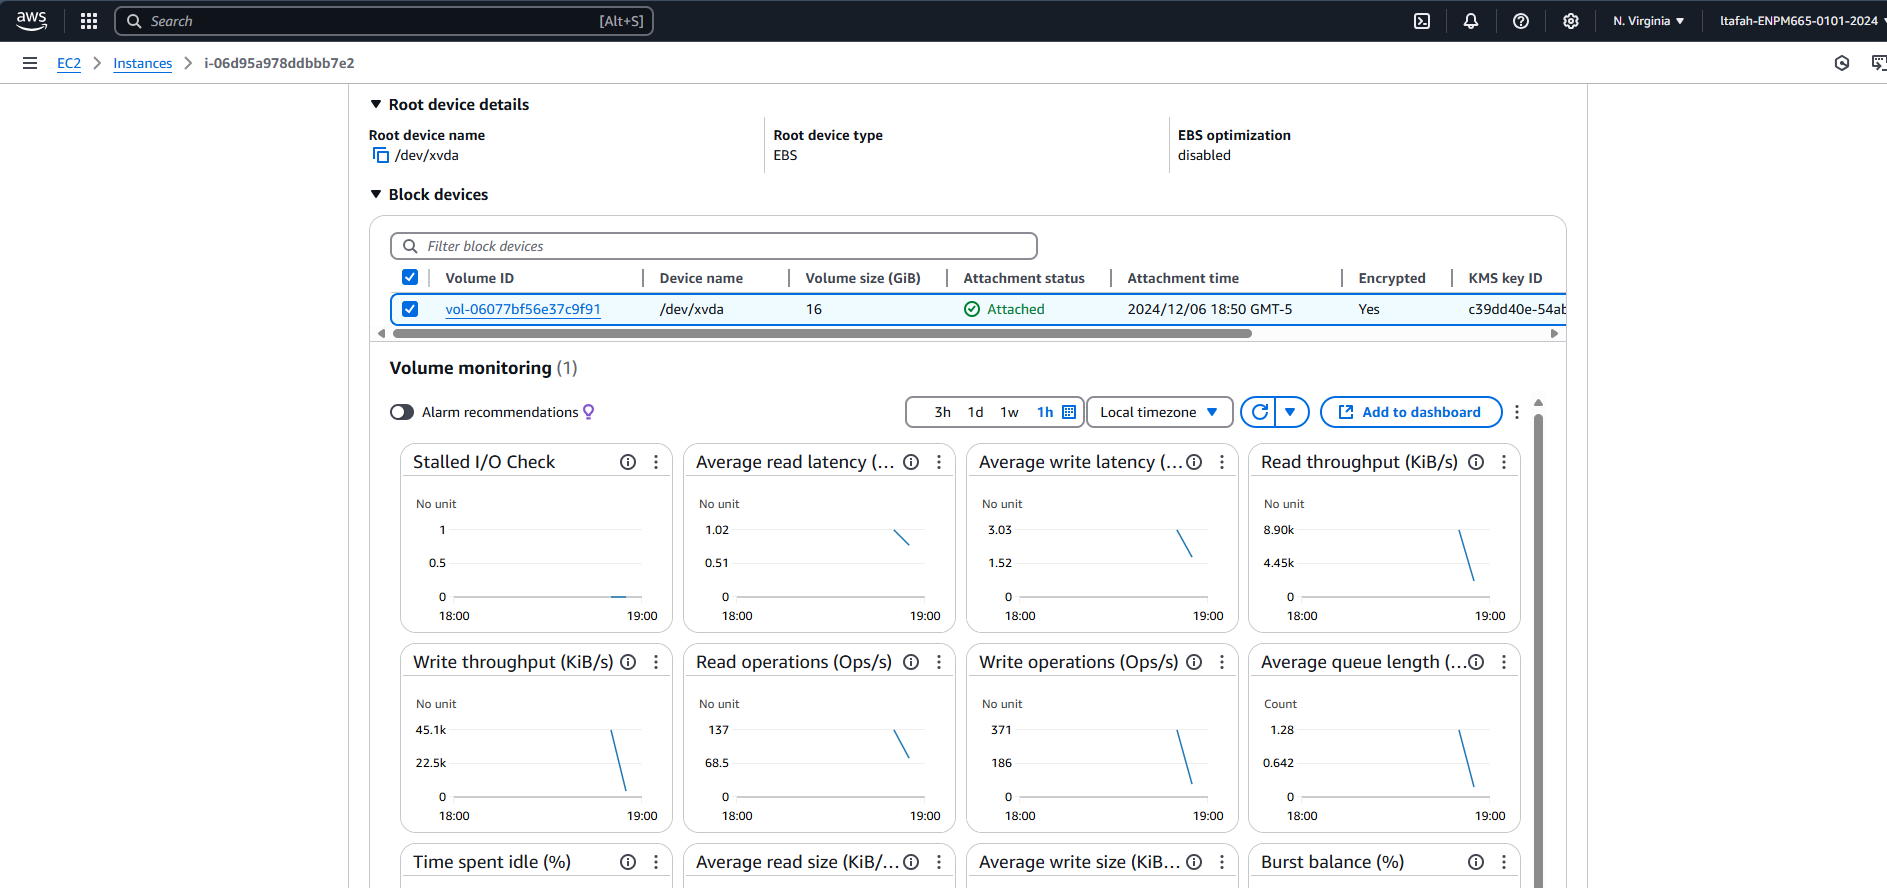 aws Search [Alt+S] N. Virginia ltafah-ENPM665-0101-2024
EC2 Instances i-06d95a978ddbbb7e2
Root device details
Root device name Root device type EBS optimization
/dev/xvda EBS disabled
Block devices
Filter block devices
Volume ID Device name Volume size (GiB) Attachment status Attachment time Encrypted KMS key ID
vol-06077bf56e37c9f91 /dev/xvda 16 Attached 2024/12/06 18:50 GMT-5 Yes c39dd40e-54ab
Volume monitoring (1)
Alarm recommendations 3h 1d 1w 1h Local timezone Add to dashboard
Stalled I/O Check Average read latency (... Average write latency (... Read throughput (KiB/s)
No unit No unit No unit No unit
1 1.02 3.03 8.90k
0.5 0.51 1.52 4.45k
0 0 0 0
18:00 19:00 18:00 19:00 18:00 19:00 18:00 19:00
Write throughput (KiB/s) Read operations (Ops/s) Write operations (Ops/s) Average queue length (...
No unit No unit No unit Count
45.1k 137 371 1.28
22.5k 68.5 186 0.642
0 0 0 0
18:00 19:00 18:00 19:00 18:00 19:00 18:00 19:00
Time spent idle (%) Average read size (KiB/... Average write size (KiB... Burst balance (%)